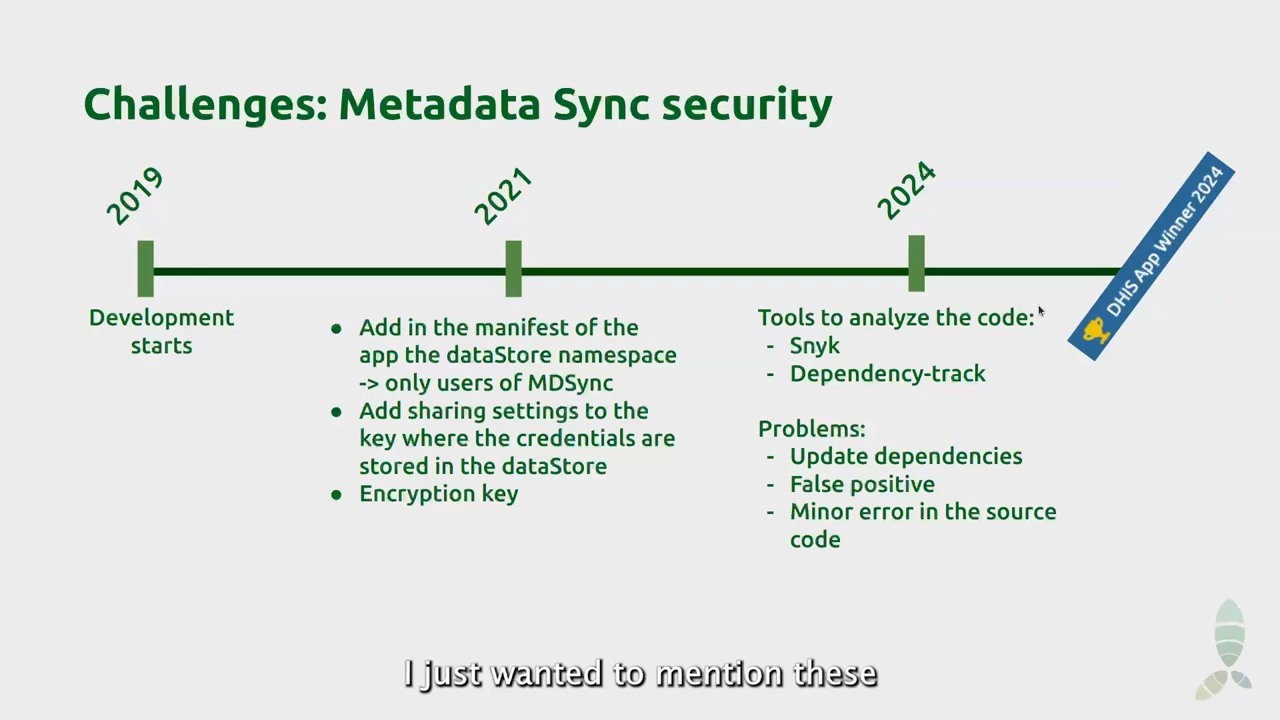 Challenges: Metadata Sync security
2019
2021
2024
DHIS App Winner 2024
Development
starts
● Add in the manifest of the
app the dataStore namespace
-> only users of MDSync
● Add sharing settings to the
key where the credentials are
stored in the dataStore
● Encryption key
Tools to analyze the code:
- Snyk
- Dependency-track
Problems:
- Update dependencies
- False positive
- Minor error in the source
code
I just wanted to mention these